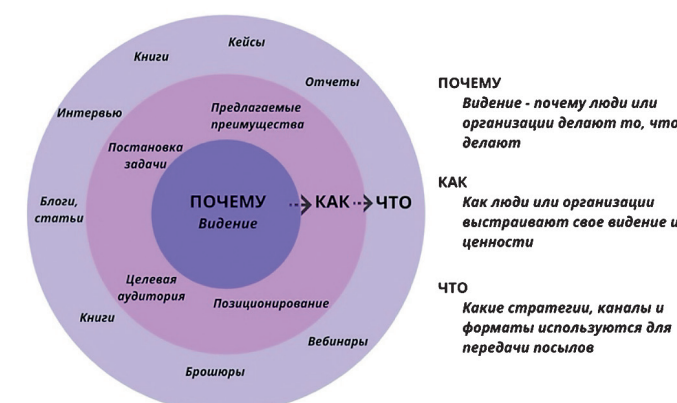 Кейсы
Книги
Отчеты
Предлагаемые
преимущества
Интервью
Постановка
задачи
Блоги,
статьи
ПОЧЕМУ
Видение
КАК
ЧТО
Целевая
аудитория
Позиционирование
Книги
Вебинары
Брошюры
ПОЧЕМУ
Видение - почему люди или
организации делают то, что
делают
КАК
Как люди или организации
выстраивают свое видение и
ценности
ЧТО
Какие стратегии, каналы и
форматы используются для
передачи посылов